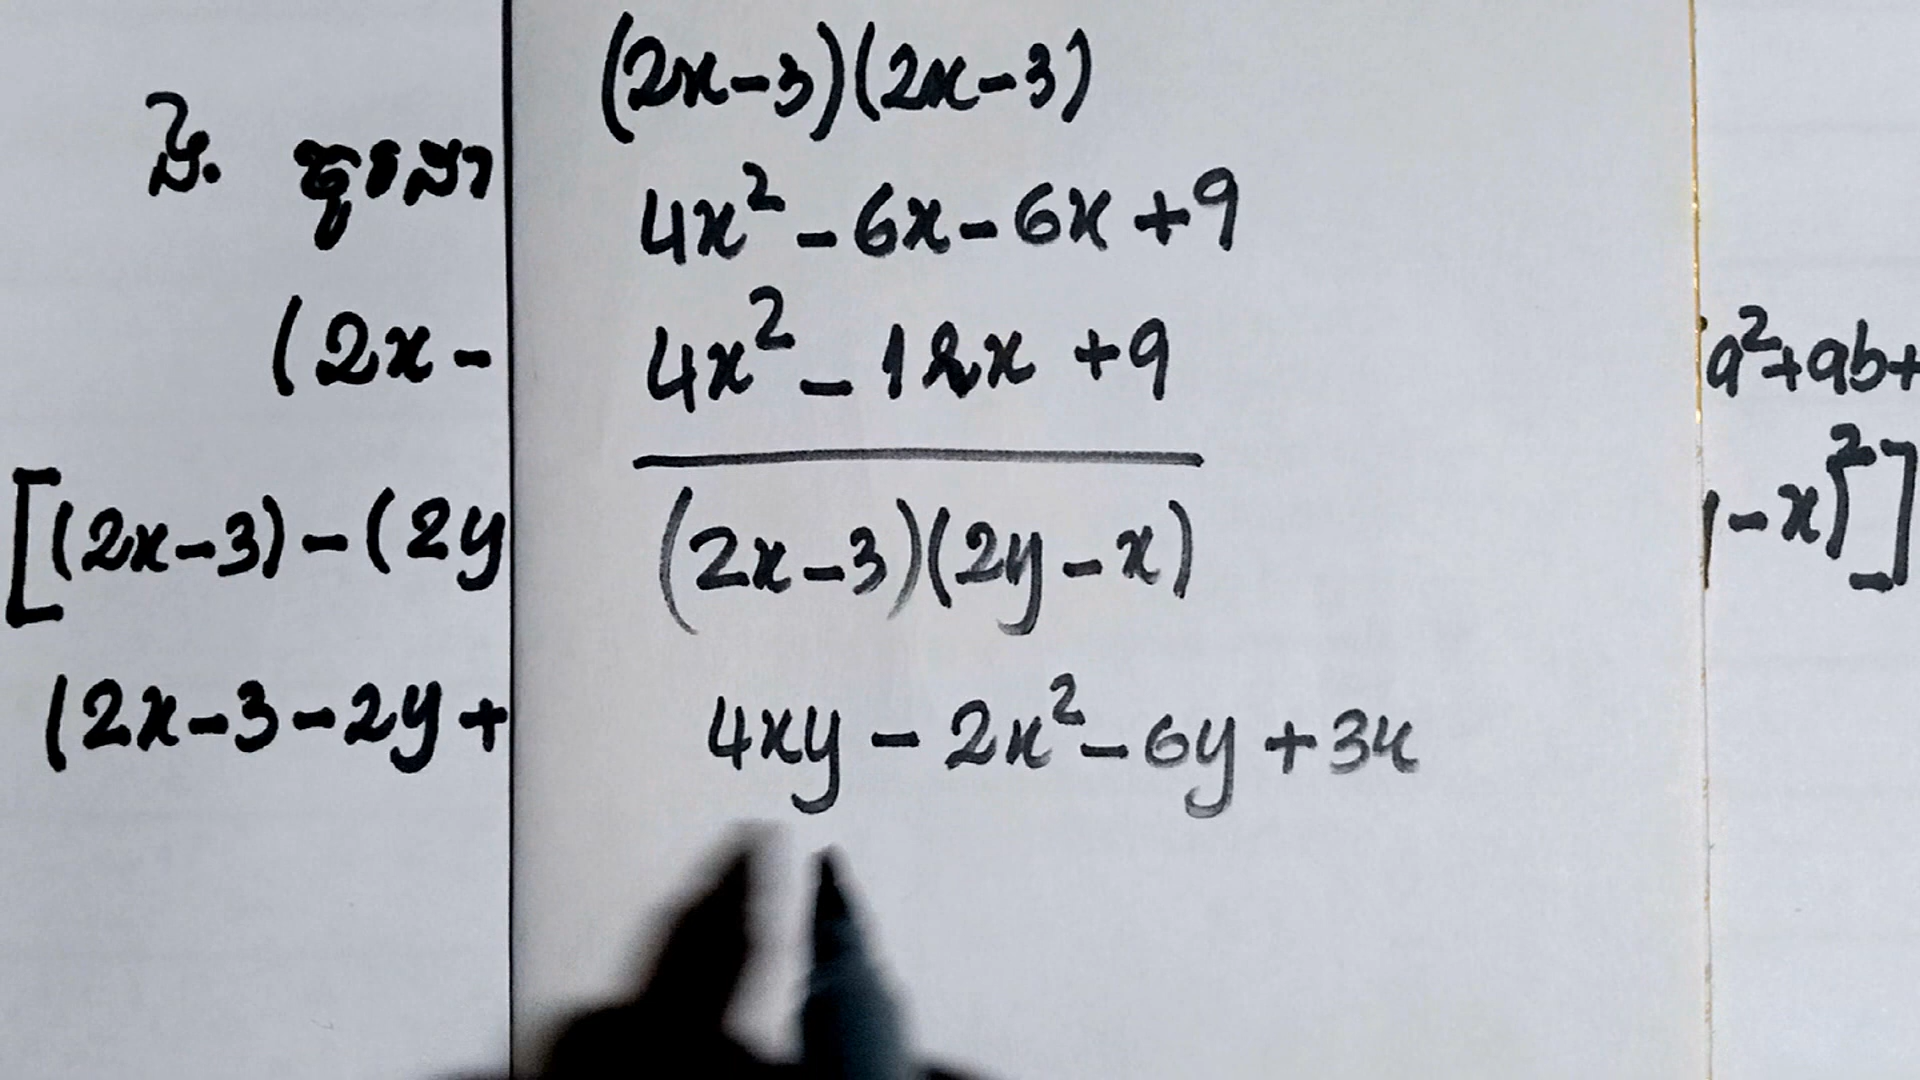 (2x-3)(2x-3)
4x² - 6x - 6x + 9
4x² - 12x + 9
(2x-3)(2y-x)
4xy - 2x² - 6y + 3x
(2x -
[(2x-3) - (2y
(2x-3-2y+
a²+ab+
-x)²]